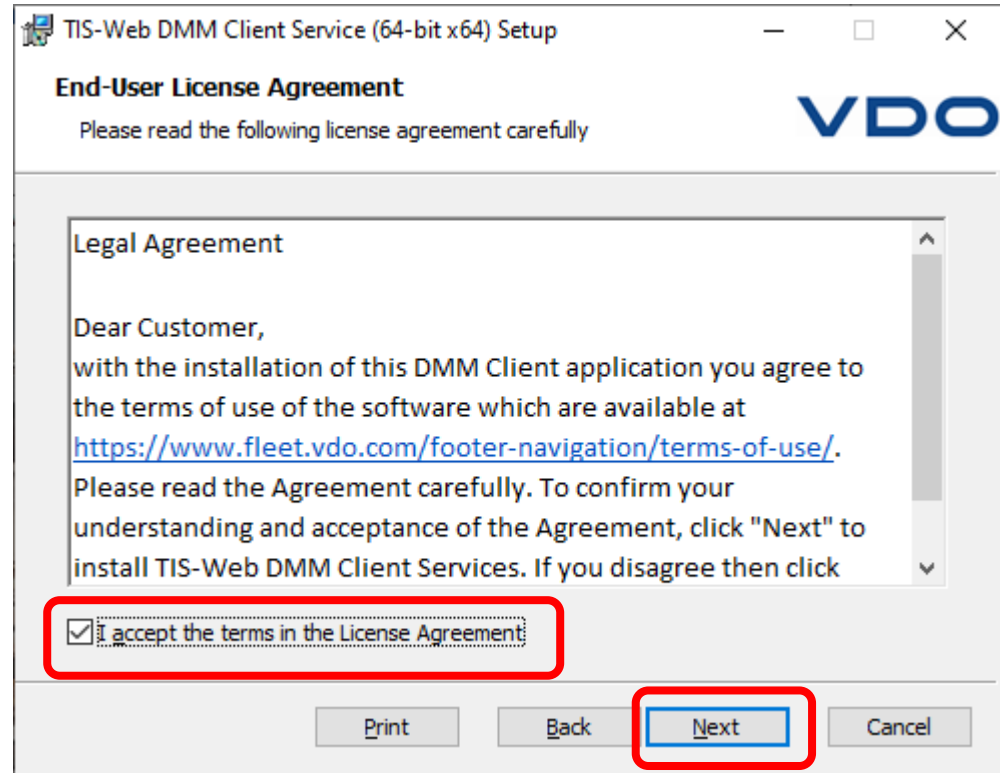 TIS-Web DMM Client Service (64-bit x64) Setup
End-User License Agreement
Please read the following license agreement carefully
VDO
Legal Agreement
Dear Customer,
with the installation of this DMM Client application you agree to
the terms of use of the software which are available at
https://www.fleet.vdo.com/footer-navigation/terms-of-use/.
Please read the Agreement carefully. To confirm your
understanding and acceptance of the Agreement, click "Next" to
install TIS-Web DMM Client Services. If you disagree then click
I accept the terms in the License Agreement
Print Back Next Cancel